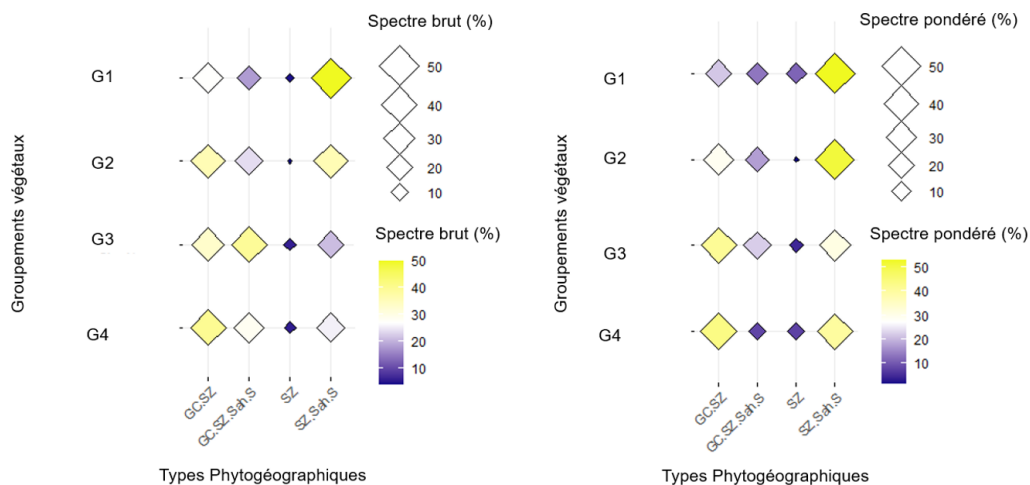 Spectre brut (%)
50
40
30
20
10
Spectre brut (%)
50
40
30
20
10
G1
G2
G3
G4
Groupements végétaux
GC,SZ
GC,SZ,Sah,S
SZ
SZ,Sah,S
Types Phytogéographiques
Spectre pondéré (%)
50
40
30
20
10
Spectre pondéré (%)
50
40
30
20
10
G1
G2
G3
G4
Groupements végétaux
GC,SZ
GC,SZ,Sah,S
SZ
SZ,Sah,S
Types Phytogéographiques